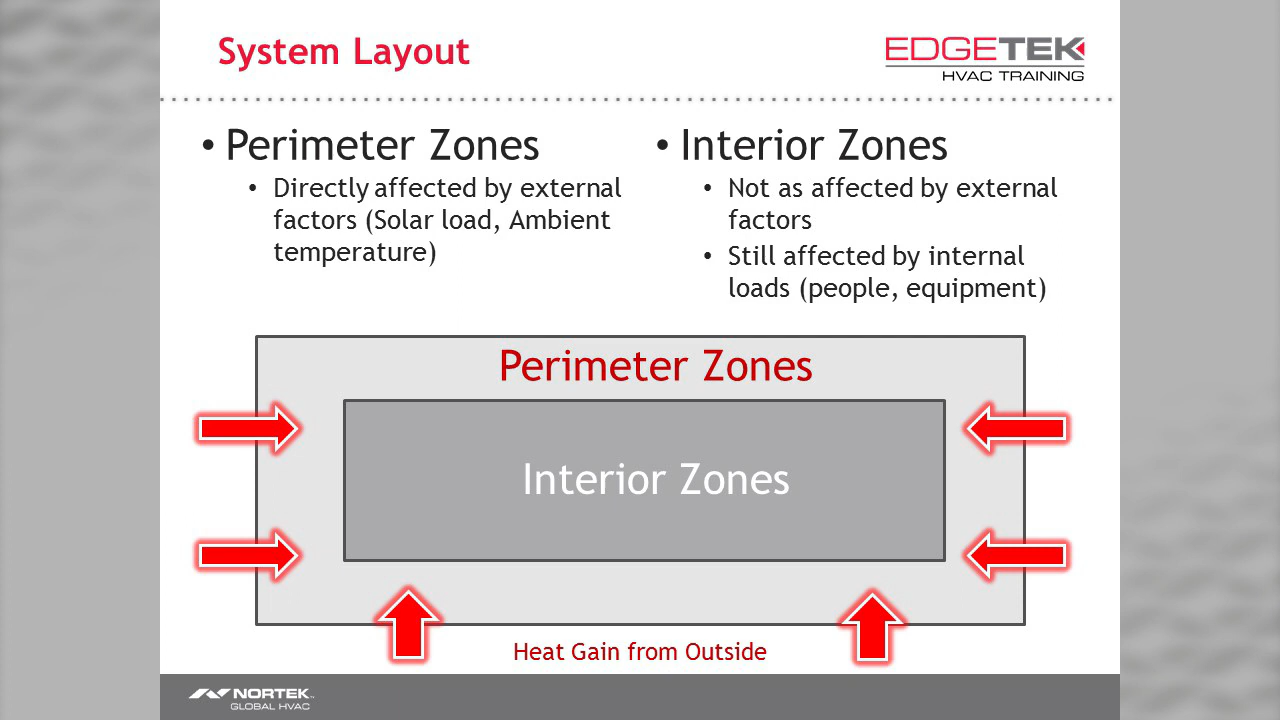 System Layout
EDGETEK
HVAC TRAINING
• Perimeter Zones
• Directly affected by external
factors (Solar load, Ambient
temperature)
• Interior Zones
• Not as affected by external
factors
• Still affected by internal
loads (people, equipment)
Perimeter Zones
Interior Zones
Heat Gain from Outside
NORTEK
GLOBAL HVAC